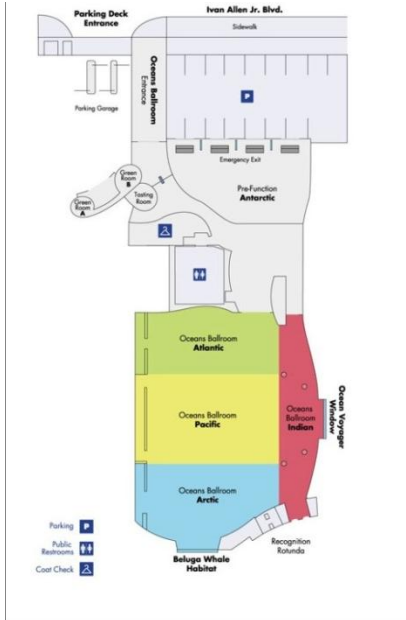 Parking Deck
Entrance
Ivan Allen Jr. Blvd.
Sidewalk
Oceans Ballroom
Entrance
P
Parking Garage
Emergency Exit
Green
Room
B
Tasting
Room
Green
Room
A
Pre-Function
Antarctic
Oceans Ballroom
Atlantic
Oceans Ballroom
Pacific
Oceans
Ballroom
Indian
Ocean Voyager
Window
Oceans Ballroom
Arctic
Parking P
Public
Restrooms
Coat Check
Recognition
Rotunda
Beluga Whale
Habitat